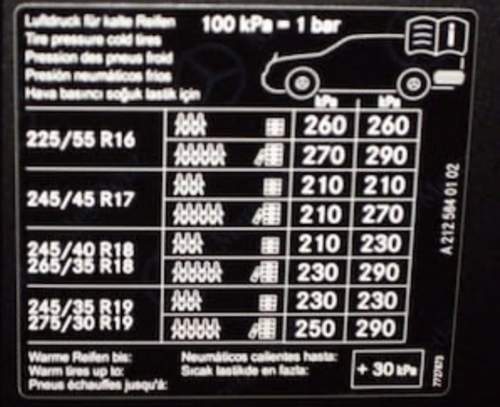 Luftdruck für kalte Reifen
Tire pressure cold tires
Pression des pneus froid
Presión neumáticos fríos
Hava basıncı soğuk lastik için
100 kPa = 1 bar
i
kPa kPa
225/55 R16
260 260
270 290
245/45 R17
210 210
210 270
245/40 R18
265/35 R18
210 230
230 290
245/35 R19
275/30 R19
230 230
250 290
Warme Reifen bis:
Warm tires up to:
Pneus échauffés jusqu'à:
Neumáticos calientes hasta:
Sıcak lastikde en fazla:
+ 30 kPa
A 212 584 01 02